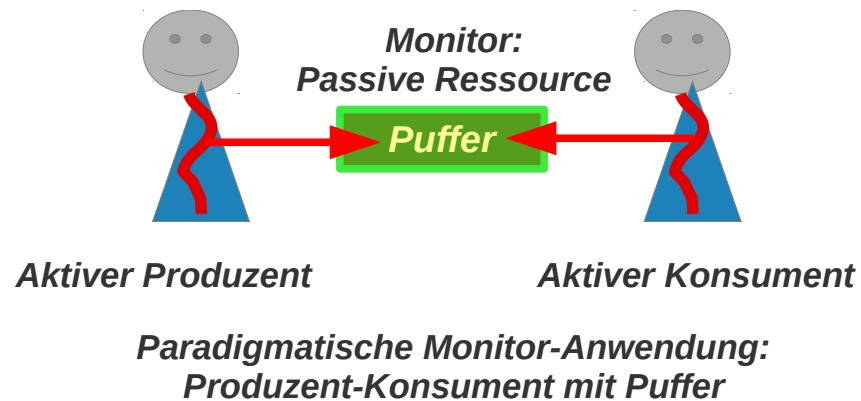 Monitor:
Passive Ressource
Puffer
Aktiver Produzent
Aktiver Konsument
Paradigmatische Monitor-Anwendung:
Produzent-Konsument mit Puffer